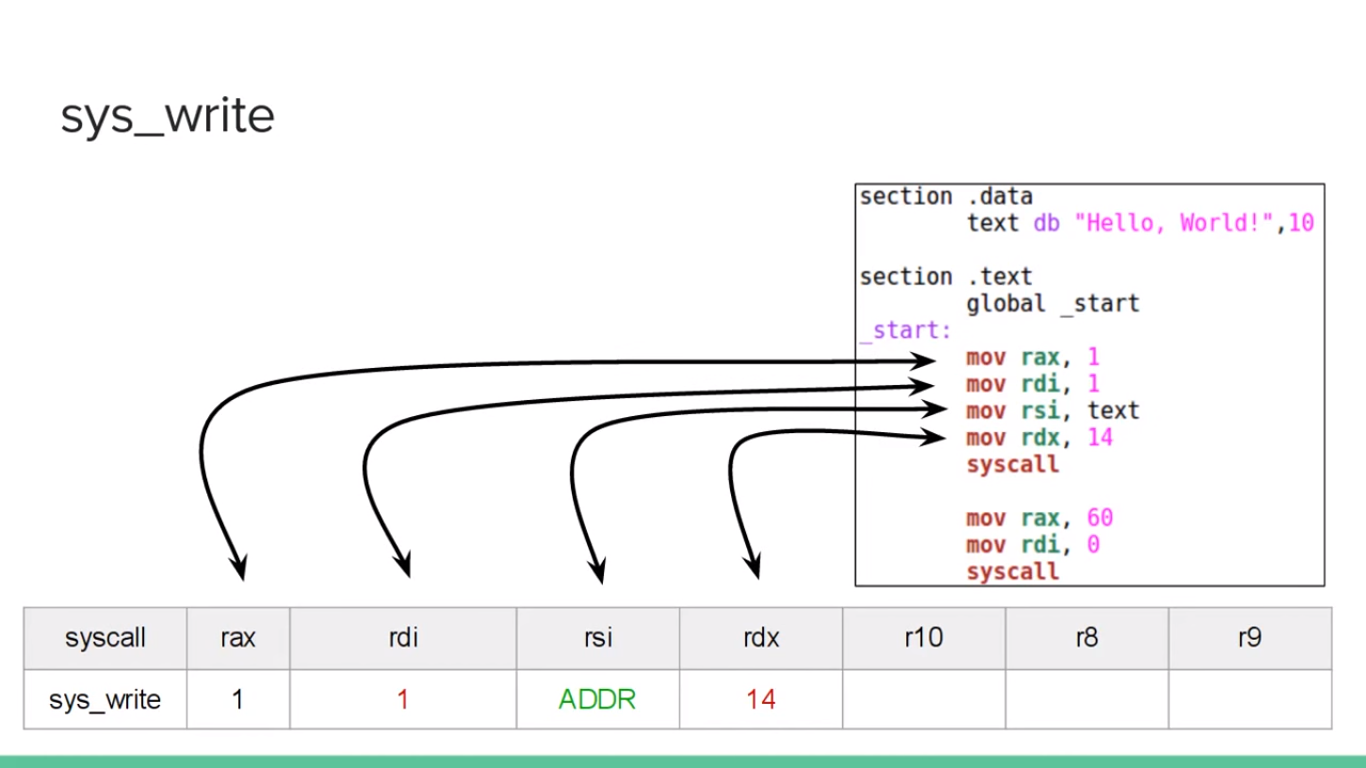 sys_write
section .data
text db "Hello, World!",10
section .text
global _start
_start:
mov rax, 1
mov rdi, 1
mov rsi, text
mov rdx, 14
syscall
mov rax, 60
mov rdi, 0
syscall
syscall rax rdi rsi rdx r10 r8 r9
sys_write 1 1 ADDR 14